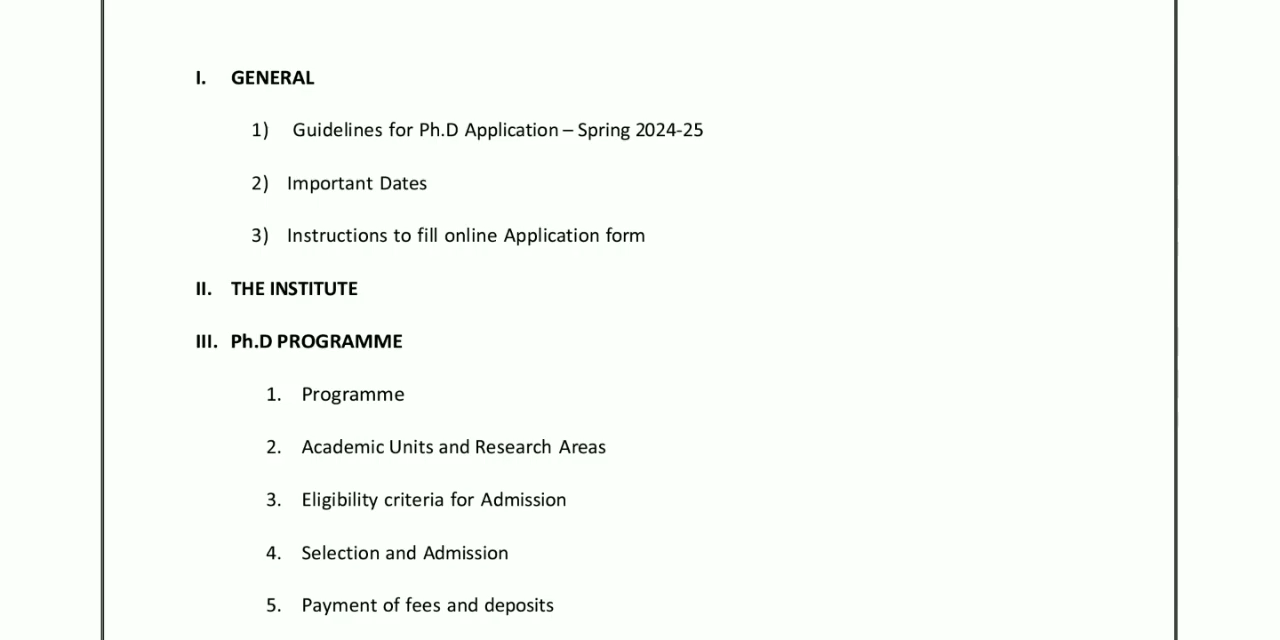 I. GENERAL
1) Guidelines for Ph.D Application – Spring 2024-25
2) Important Dates
3) Instructions to fill online Application form
II. THE INSTITUTE
III. Ph.D PROGRAMME
1. Programme
2. Academic Units and Research Areas
3. Eligibility criteria for Admission
4. Selection and Admission
5. Payment of fees and deposits